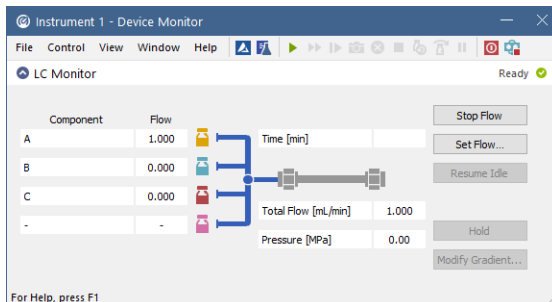 Instrument 1 - Device Monitor
File Control View Window Help
LC Monitor Ready
Component Flow Stop Flow
A 1.000 Time [min] Set Flow...
B 0.000 Resume Idle
C 0.000
Total Flow [mL/min] 1.000
- - Hold
Pressure [MPa] 0.00
Modify Gradient...
For Help, press F1